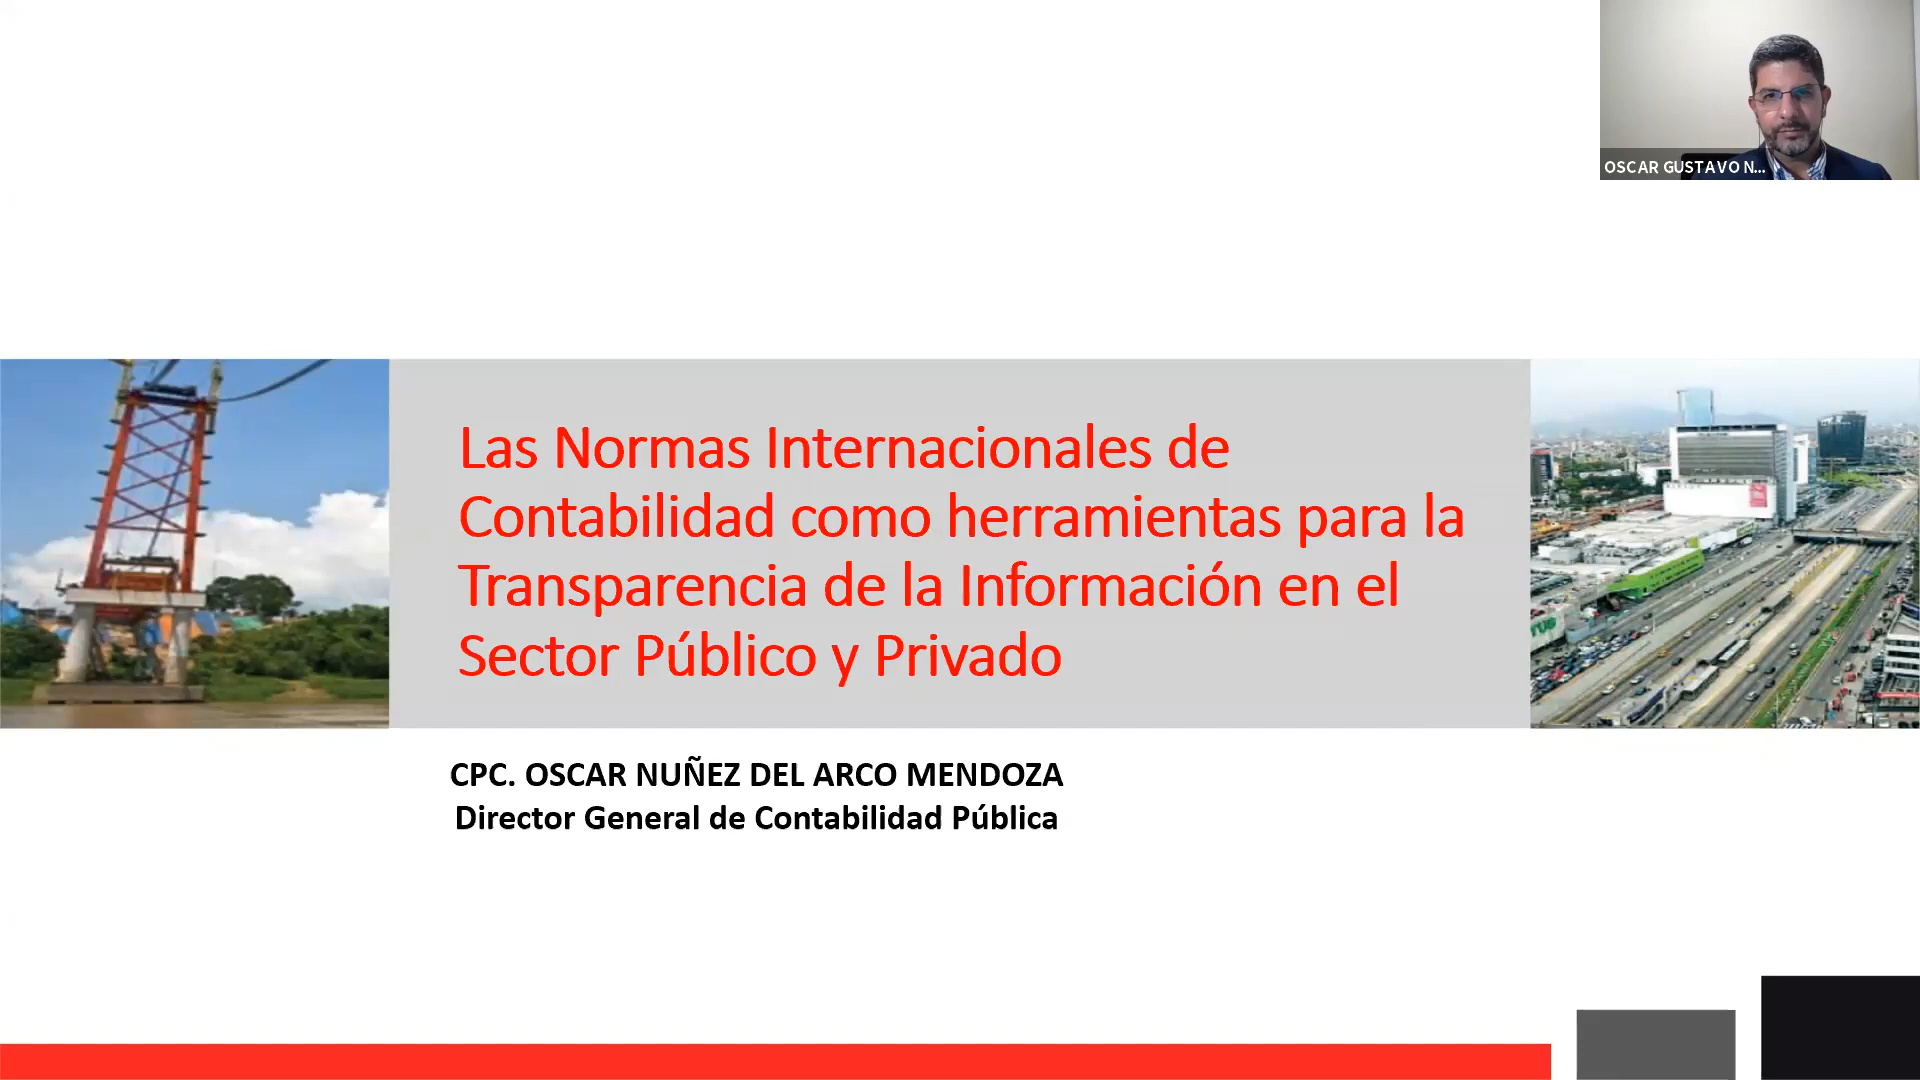 OSCAR GUSTAVO N...
Las Normas Internacionales de
Contabilidad como herramientas para la
Transparencia de la Información en el
Sector Público y Privado
CPC. OSCAR NUÑEZ DEL ARCO MENDOZA
Director General de Contabilidad Pública